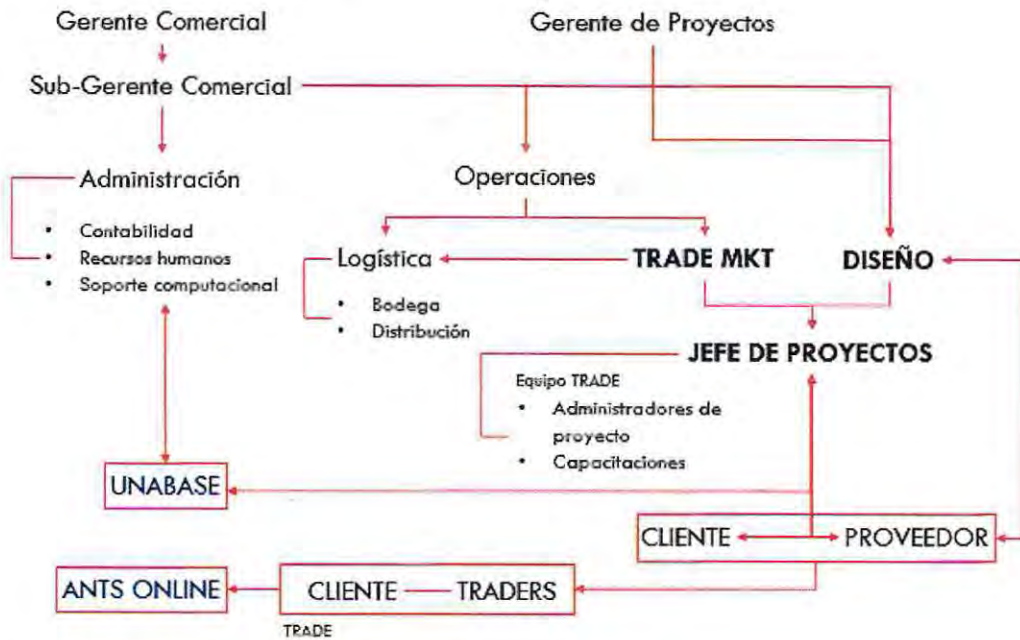 Gerente Comercial
Gerente de Proyectos
Sub-Gerente Comercial
Administración
Operaciones
• Contabilidad
• Recursos humanos
• Soporte computacional
Logística
TRADE MKT
DISEÑO
• Bodega
• Distribución
JEFE DE PROYECTOS
Equipo TRADE
• Administradores de
proyecto
• Capacitaciones
UNABASE
CLIENTE
PROVEEDOR
ANTS ONLINE
CLIENTE
TRADERS
TRADE